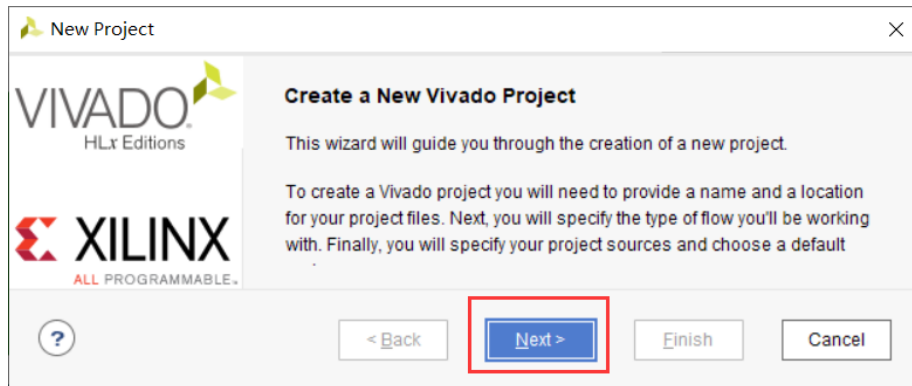 New Project
VIVADO
HLx Editions
XILINX
ALL PROGRAMMABLE.
Create a New Vivado Project
This wizard will guide you through the creation of a new project.
To create a Vivado project you will need to provide a name and a location
for your project files. Next, you will specify the type of flow you'll be working
with. Finally, you will specify your project sources and choose a default
?
< Back
Next >
Finish
Cancel